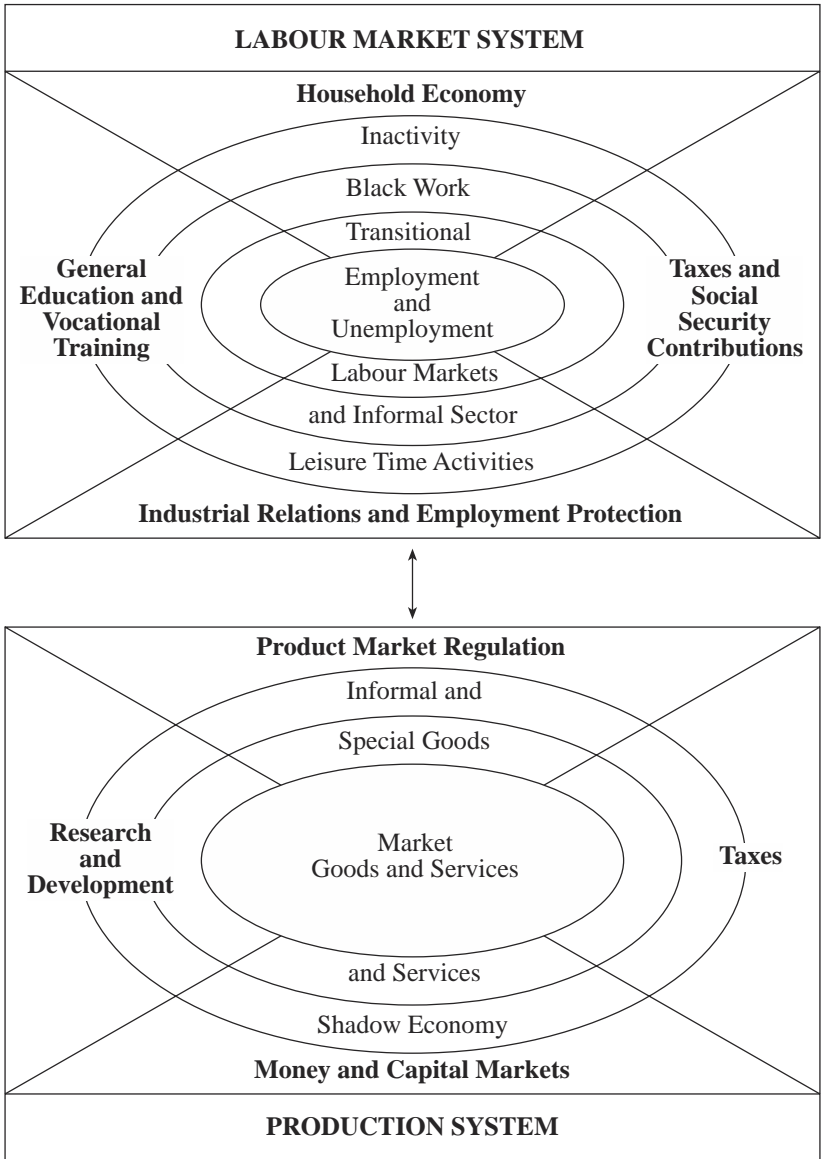 LABOUR MARKET SYSTEM
Household Economy
Inactivity
Black Work
Transitional
General
Education and
Vocational
Training
Employment
and
Unemployment
Taxes and
Social
Security
Contributions
Labour Markets
and Informal Sector
Leisure Time Activities
Industrial Relations and Employment Protection
Product Market Regulation
Informal and
Special Goods
Research
and
Development
Market
Goods and Services
Taxes
and Services
Shadow Economy
Money and Capital Markets
PRODUCTION SYSTEM